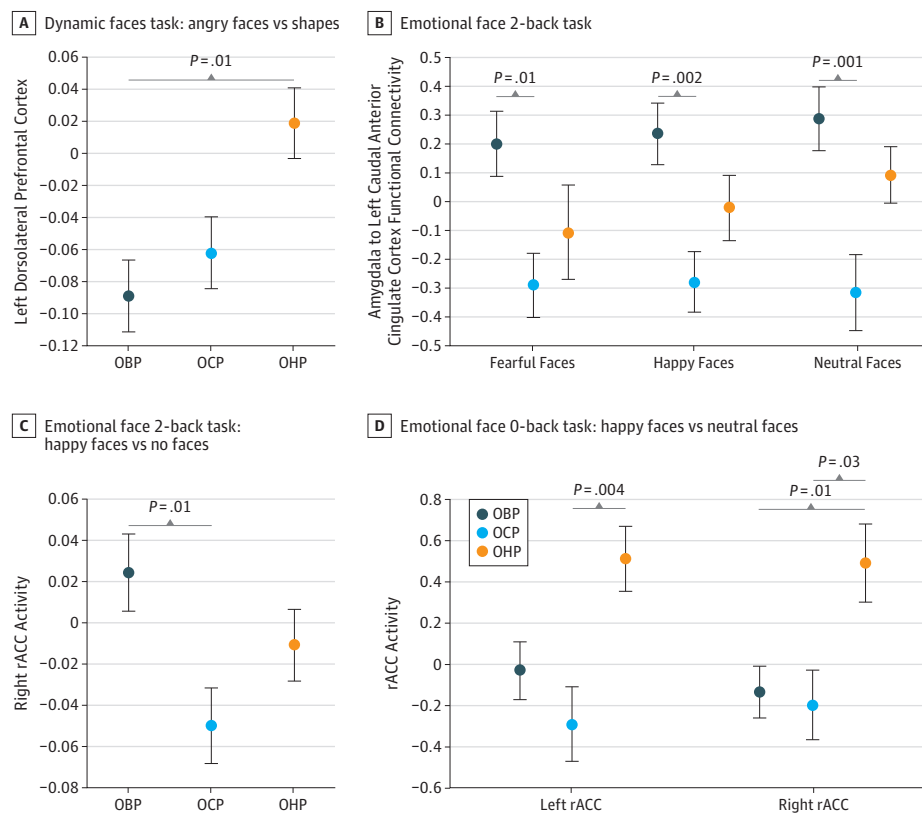 A Dynamic faces task: angry faces vs shapes
P = .01
Left Dorsolateral Prefrontal Cortex
0.06
0.04
0.02
0
−0.02
−0.04
−0.06
−0.08
−0.10
−0.12
OBP OCP OHP
B Emotional face 2-back task
P = .01 P = .002 P = .001
Amygdala to Left Caudal Anterior
Cingulate Cortex Functional Connectivity
0.5
0.4
0.3
0.2
0.1
0
−0.1
−0.2
−0.3
−0.4
−0.5
Fearful Faces Happy Faces Neutral Faces
C Emotional face 2-back task:
happy faces vs no faces
P = .01
Right rACC Activity
0.06
0.04
0.02
0
−0.02
−0.04
−0.06
−0.08
OBP OCP OHP
D Emotional face 0-back task: happy faces vs neutral faces
P = .03
P = .004 P = .01
OBP
OCP
OHP
rACC Activity
0.8
0.6
0.4
0.2
0
−0.2
−0.4
−0.6
Left rACC Right rACC